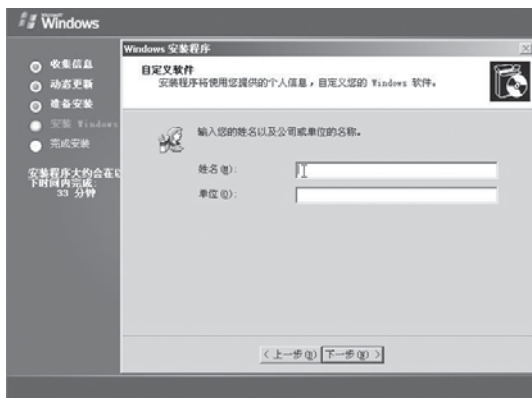 Microsoft
Windows
收集信息
动态更新
准备安装
安装 Windows
完成安装
安装程序大约会在以
下时间内完成:
33 分钟
Windows 安装程序
自定义软件
安装程序将使用您提供的个人信息，自定义您的 Windows 软件。
输入您的姓名以及公司或单位的名称。
姓名(M):
单位(O):
< 上一步(B)
下一步(N) >